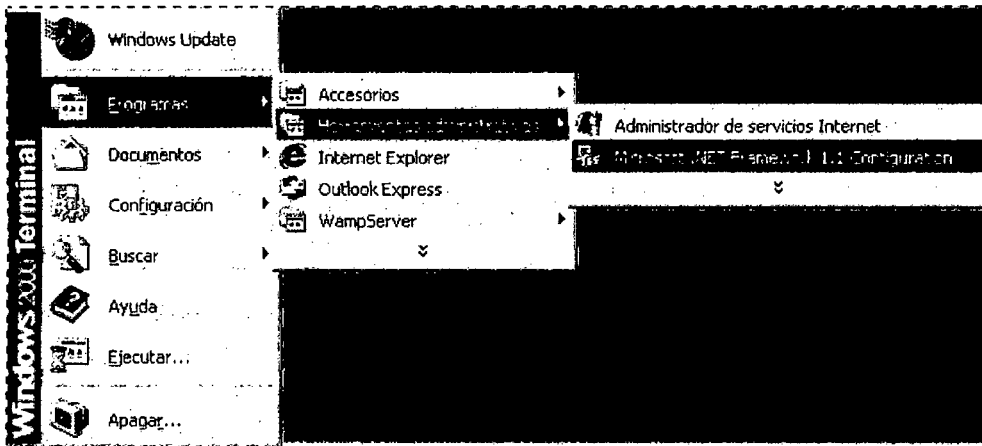 Windows Update
Programas
Documentos
Configuración
Buscar
Ayuda
Ejecutar...
Apagar...
Windows 2000 Terminal
Accesorios
Herramientas administrativas
Internet Explorer
Outlook Express
WampServer
Administrador de servicios Internet
Microsoft .NET Framework 1.1 Configuration